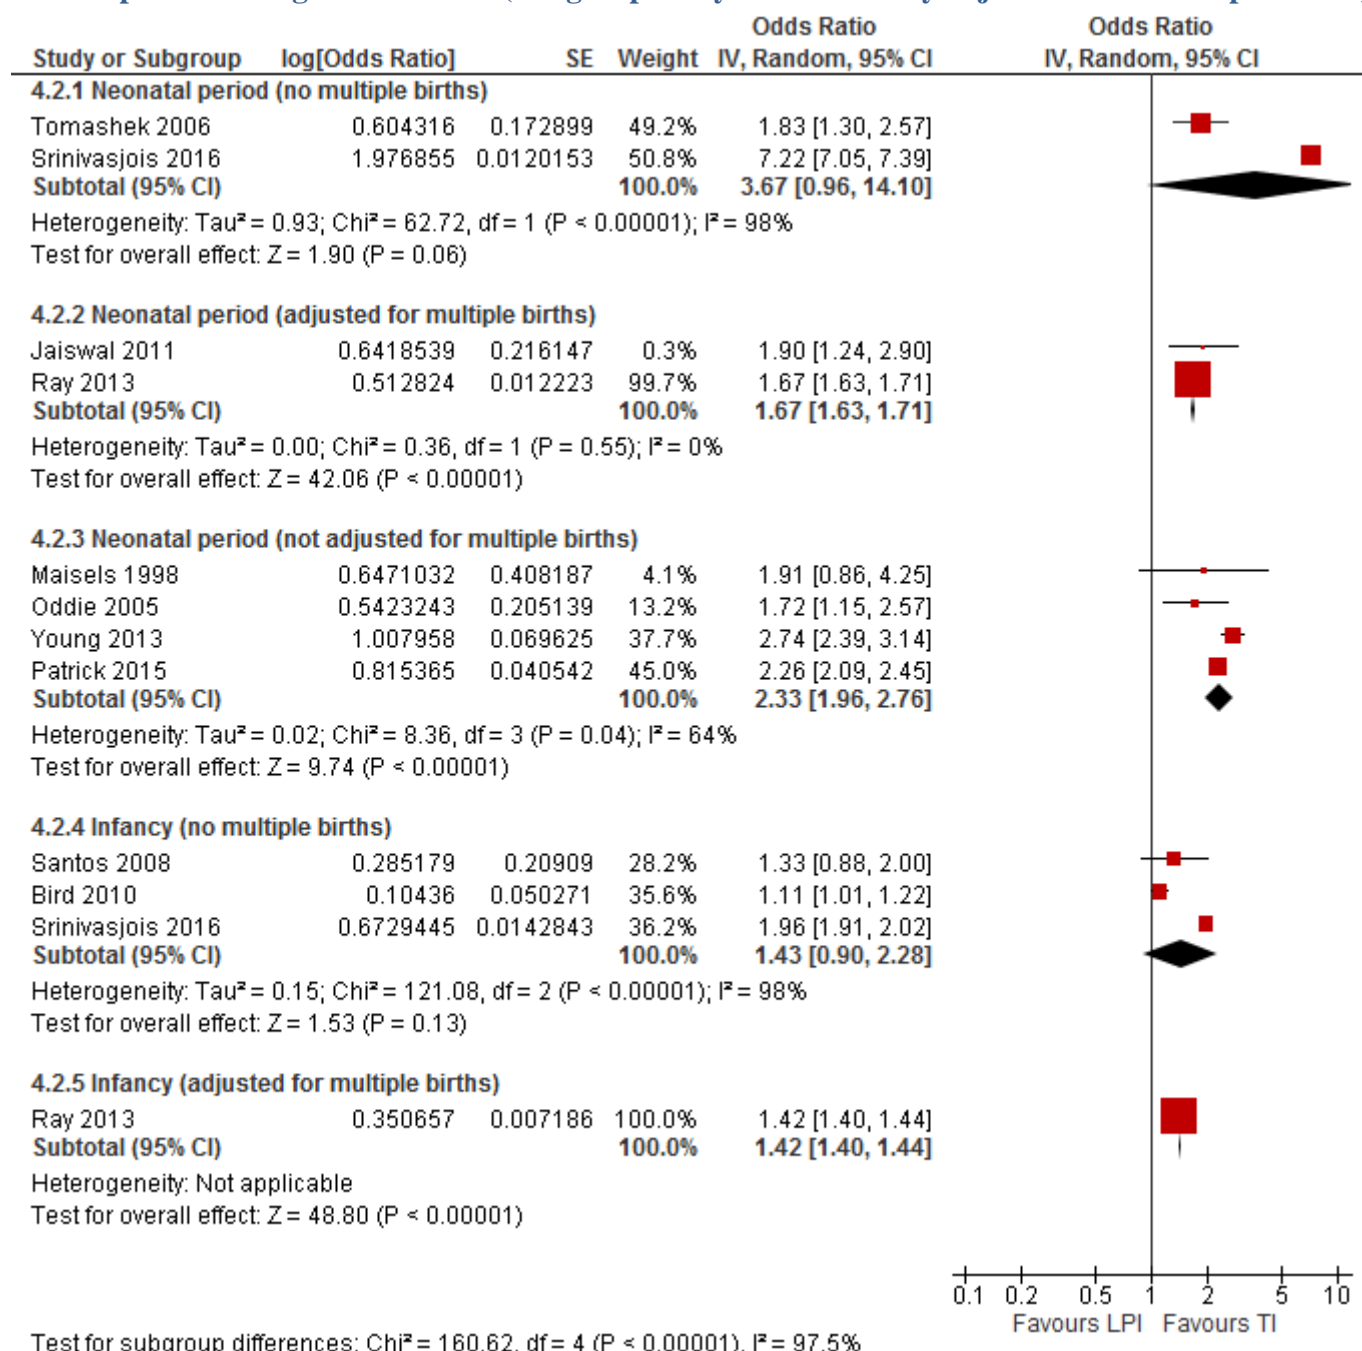 Odds Ratio Odds Ratio
Study or Subgroup log[Odds Ratio] SE Weight IV, Random, 95% CI IV, Random, 95% CI
4.2.1 Neonatal period (no multiple births)
Tomashek 2006 0.604316 0.172899 49.2% 1.83 [1.30, 2.57]
Srinivasjois 2016 1.976855 0.0120153 50.8% 7.22 [7.05, 7.39]
Subtotal (95% CI) 100.0% 3.67 [0.96, 14.10]
Heterogeneity: Tau² = 0.93; Chi² = 62.72, df = 1 (P < 0.00001); I² = 98%
Test for overall effect: Z = 1.90 (P = 0.06)
4.2.2 Neonatal period (adjusted for multiple births)
Jaiswal 2011 0.6418539 0.216147 0.3% 1.90 [1.24, 2.90]
Ray 2013 0.512824 0.012223 99.7% 1.67 [1.63, 1.71]
Subtotal (95% CI) 100.0% 1.67 [1.63, 1.71]
Heterogeneity: Tau² = 0.00; Chi² = 0.36, df = 1 (P = 0.55); I² = 0%
Test for overall effect: Z = 42.06 (P < 0.00001)
4.2.3 Neonatal period (not adjusted for multiple births)
Maisels 1998 0.6471032 0.408187 4.1% 1.91 [0.86, 4.25]
Oddie 2005 0.5423243 0.205139 13.2% 1.72 [1.15, 2.57]
Young 2013 1.007958 0.069625 37.7% 2.74 [2.39, 3.14]
Patrick 2015 0.815365 0.040542 45.0% 2.26 [2.09, 2.45]
Subtotal (95% CI) 100.0% 2.33 [1.96, 2.76]
Heterogeneity: Tau² = 0.02; Chi² = 8.36, df = 3 (P = 0.04); I² = 64%
Test for overall effect: Z = 9.74 (P < 0.00001)
4.2.4 Infancy (no multiple births)
Santos 2008 0.285179 0.20909 28.2% 1.33 [0.88, 2.00]
Bird 2010 0.10436 0.050271 35.6% 1.11 [1.01, 1.22]
Srinivasjois 2016 0.6729445 0.0142843 36.2% 1.96 [1.91, 2.02]
Subtotal (95% CI) 100.0% 1.43 [0.90, 2.28]
Heterogeneity: Tau² = 0.15; Chi² = 121.08, df = 2 (P < 0.00001); I² = 98%
Test for overall effect: Z = 1.53 (P = 0.13)
4.2.5 Infancy (adjusted for multiple births)
Ray 2013 0.350657 0.007186 100.0% 1.42 [1.40, 1.44]
Subtotal (95% CI) 100.0% 1.42 [1.40, 1.44]
Heterogeneity: Not applicable
Test for overall effect: Z = 48.80 (P < 0.00001)
0.1 0.2 0.5 1 2 5 10
Favours LPI Favours TI
Test for subgroup differences: Chi² = 160.62, df = 4 (P < 0.00001), I² = 97.5%